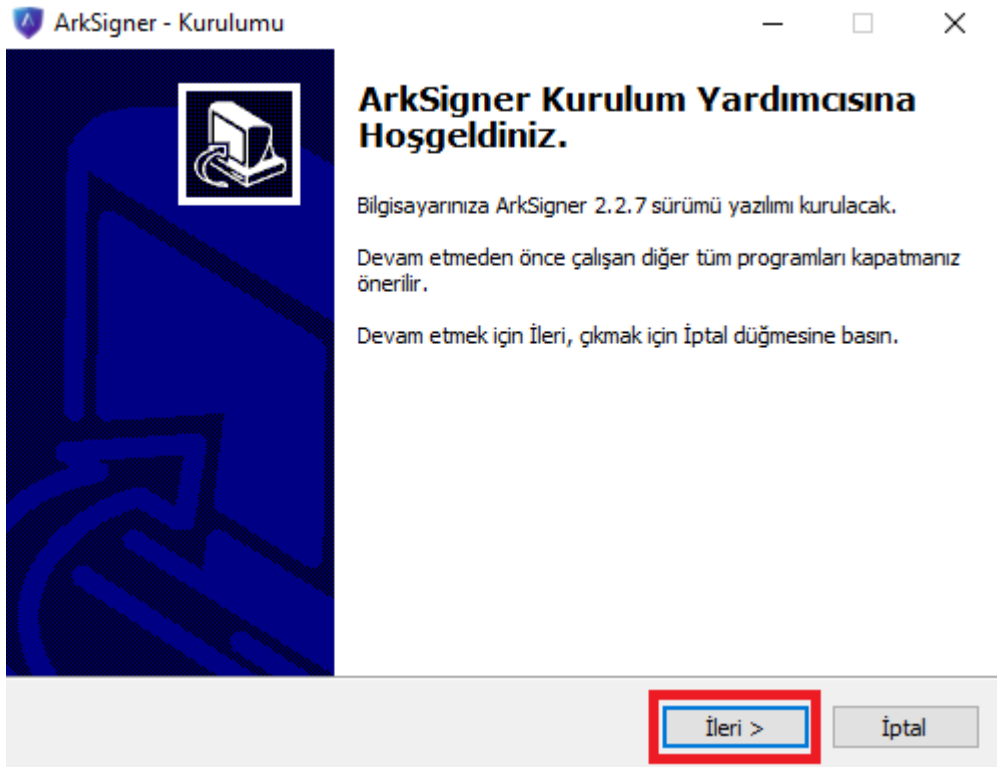 ArkSigner - Kurulumu
ArkSigner Kurulum Yardımcısına
Hoşgeldiniz.
Bilgisayarınıza ArkSigner 2.2.7 sürümü yazılımı kurulacak.
Devam etmeden önce çalışan diğer tüm programları kapatmanız
önerilir.
Devam etmek için İleri, çıkmak için İptal düğmesine basın.
İleri >
İptal